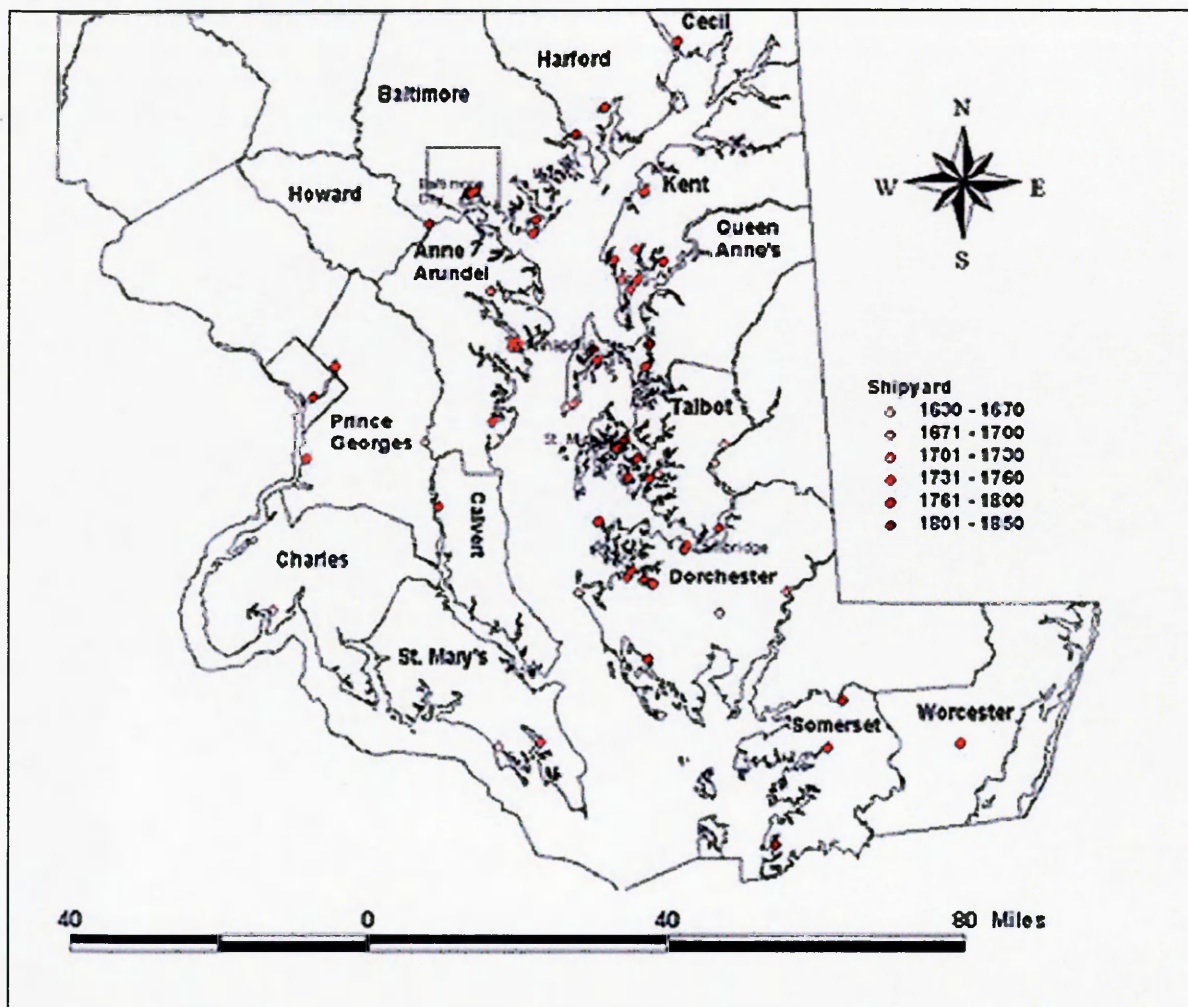 Cecil
Harford
Baltimore
N
W E
S
Howard
Kent
Queen
Anne's
Anne
Arundel
Shipyard
1630 - 1670
1671 - 1700
1701 - 1730
1731 - 1760
1761 - 1800
1801 - 1850
Talbot
Prince
Georges
Calvert
Charles
Dorchester
St. Mary's
Somerset
Worcester
40 0 40 80 Miles